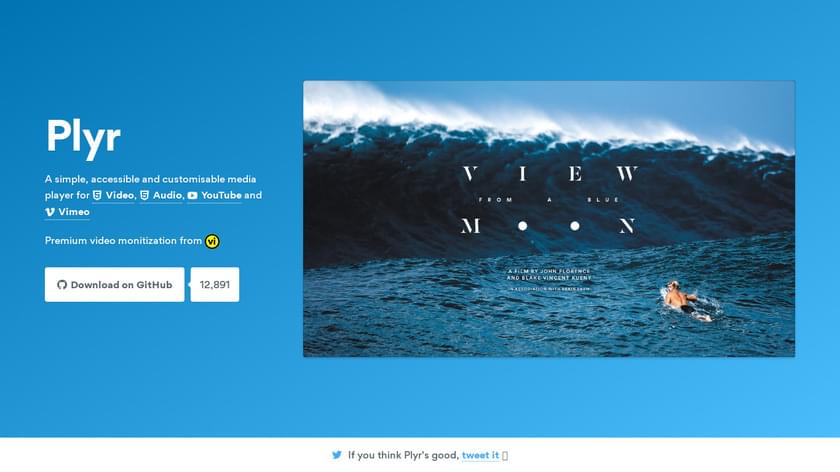 Plyr
A simple, accessible and customisable media
player for Video, Audio, YouTube and
Vimeo
Premium video monitization from vi
Download on GitHub 12,891
VIEW
FROM A BLUE
MOON
A FILM BY JOHN FLORENCE
AND BLAKE VINCENT KUENY
If you think Plyr's good, tweet it